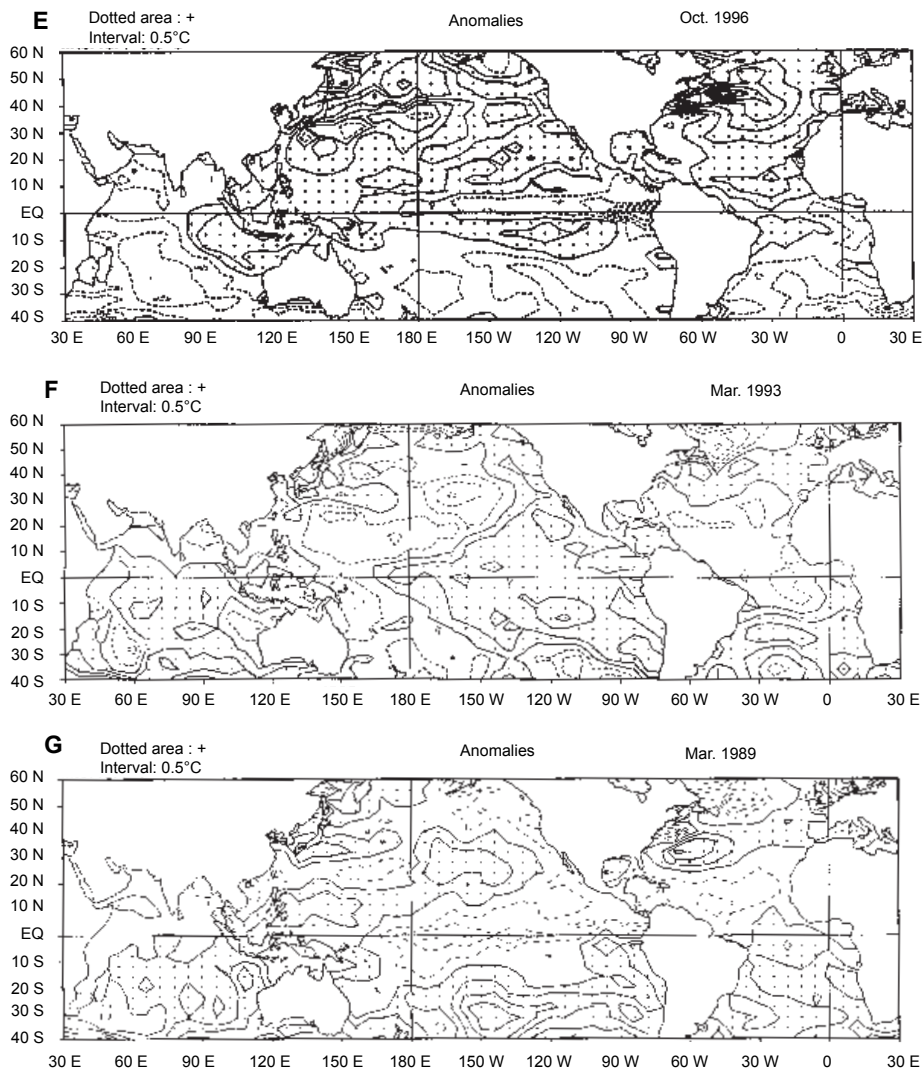 E Dotted area : + Anomalies Oct. 1996
Interval: 0.5°C
60 N
50 N
40 N
30 N
20 N
10 N
EQ
10 S
20 S
30 S
40 S
30 E 60 E 90 E 120 E 150 E 180 E 150 W 120 W 90 W 60 W 30 W 0 30 E
F Dotted area : + Anomalies Mar. 1993
Interval: 0.5°C
60 N
50 N
40 N
30 N
20 N
10 N
EQ
10 S
20 S
30 S
40 S
30 E 60 E 90 E 120 E 150 E 180 E 150 W 120 W 90 W 60 W 30 W 0 30 E
G Dotted area : + Anomalies Mar. 1989
Interval: 0.5°C
60 N
50 N
40 N
30 N
20 N
10 N
EQ
10 S
20 S
30 S
40 S
30 E 60 E 90 E 120 E 150 E 180 E 150 W 120 W 90 W 60 W 30 W 0 30 E